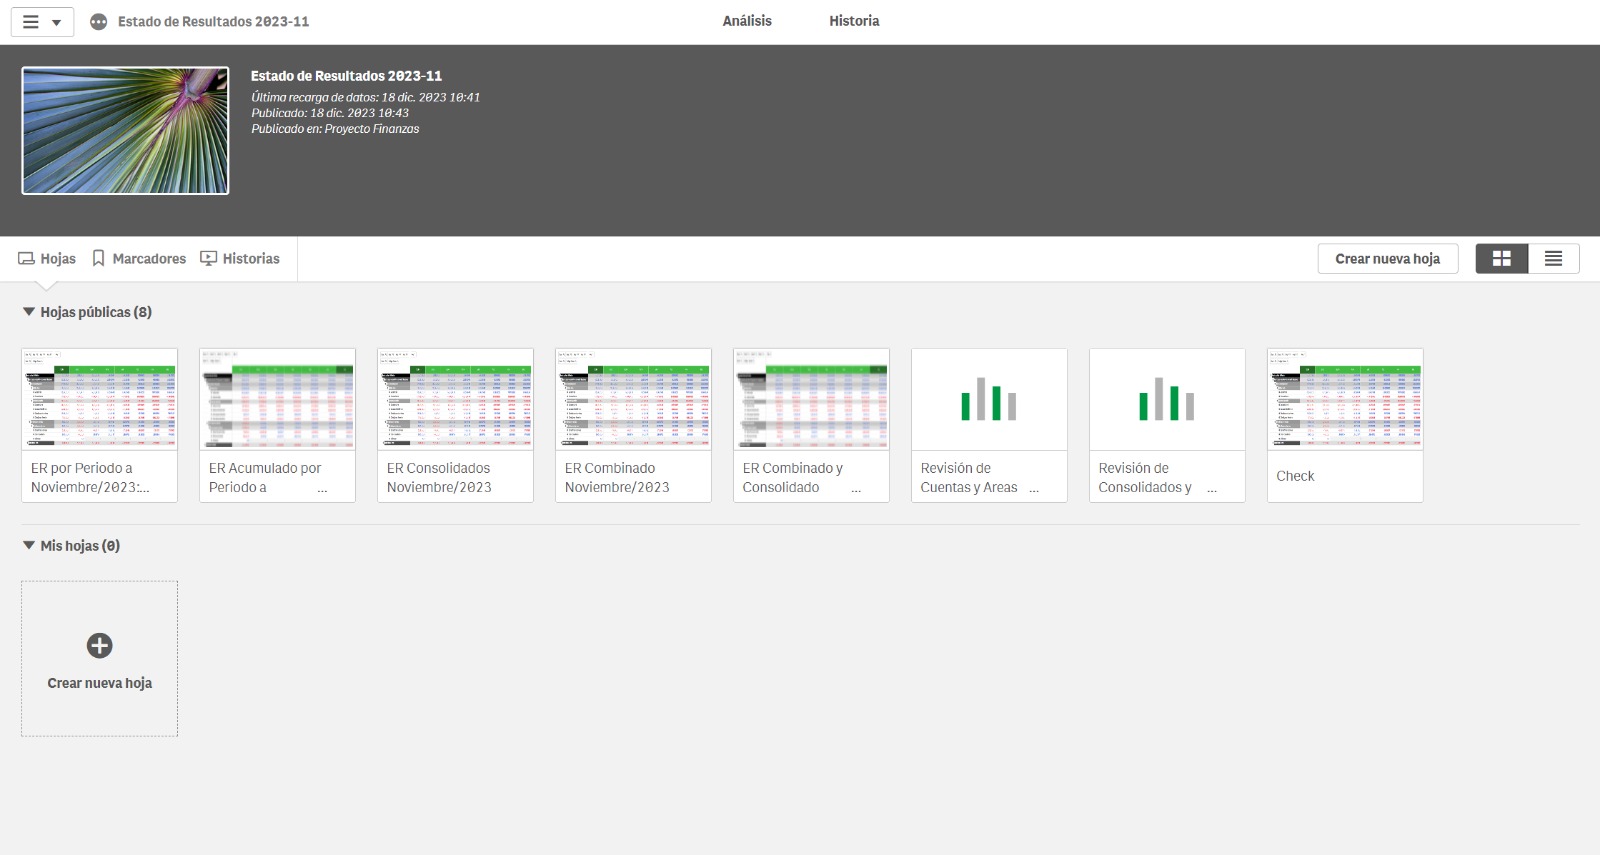 Estado de Resultados 2023-11
Análisis
Historia
Estado de Resultados 2023-11
Última recarga de datos: 18 dic. 2023 10:41
Publicado: 18 dic. 2023 10:43
Publicado en: Proyecto Finanzas
Hojas
Marcadores
Historias
Crear nueva hoja
Hojas públicas (8)
ER por Periodo a
Noviembre/2023:...
ER Acumulado por
Periodo a ...
ER Consolidados
Noviembre/2023
ER Combinado
Noviembre/2023
ER Combinado y
Consolidado ...
Revisión de
Cuentas y Areas ...
Revisión de
Consolidados y ...
Check
Mis hojas (0)
Crear nueva hoja